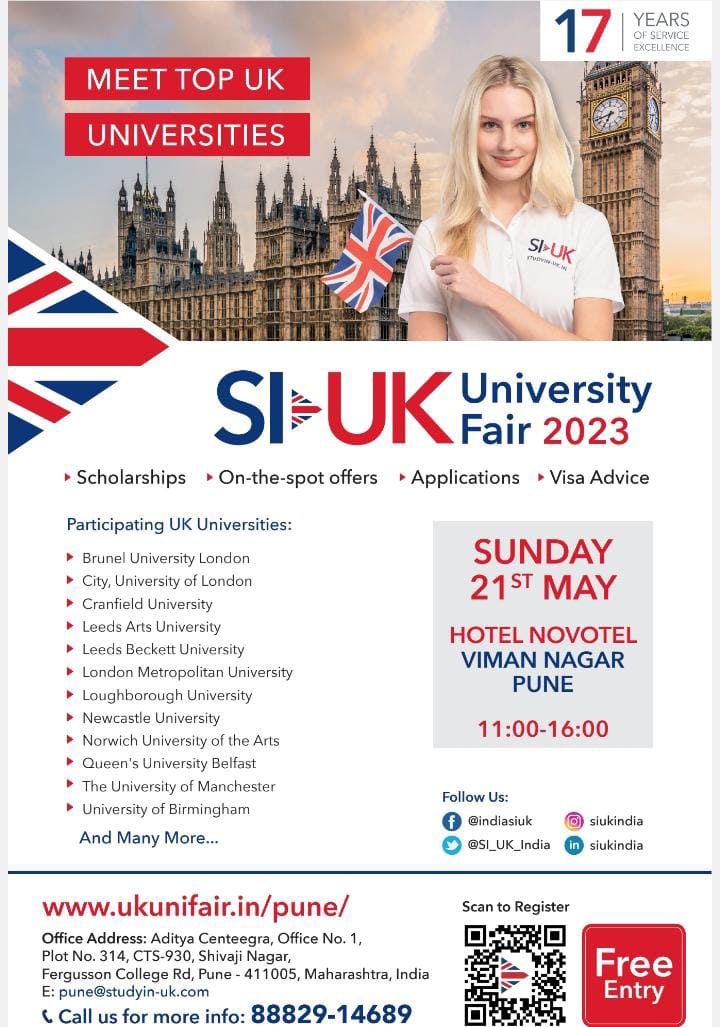 17 YEARS
OF SERVICE
EXCELLENCE
MEET TOP UK
UNIVERSITIES
SI UK
STUDYIN-UK.IN
SI UK University
Fair 2023
Scholarships On-the-spot offers Applications Visa Advice
Participating UK Universities:
Brunel University London
City, University of London
Cranfield University
Leeds Arts University
Leeds Beckett University
London Metropolitan University
Loughborough University
Newcastle University
Norwich University of the Arts
Queen's University Belfast
The University of Manchester
University of Birmingham
And Many More...
SUNDAY
21ST MAY
HOTEL NOVOTEL
VIMAN NAGAR
PUNE
11:00-16:00
Follow Us:
@indiasiuk siukindia
@SI_UK_India siukindia
www.ukunifair.in/pune/
Office Address: Aditya Centeegra, Office No. 1,
Plot No. 314, CTS-930, Shivaji Nagar,
Fergusson College Rd, Pune - 411005, Maharashtra, India
E: pune@studyin-uk.com
Call us for more info: 88829-14689
Scan to Register
Free
Entry